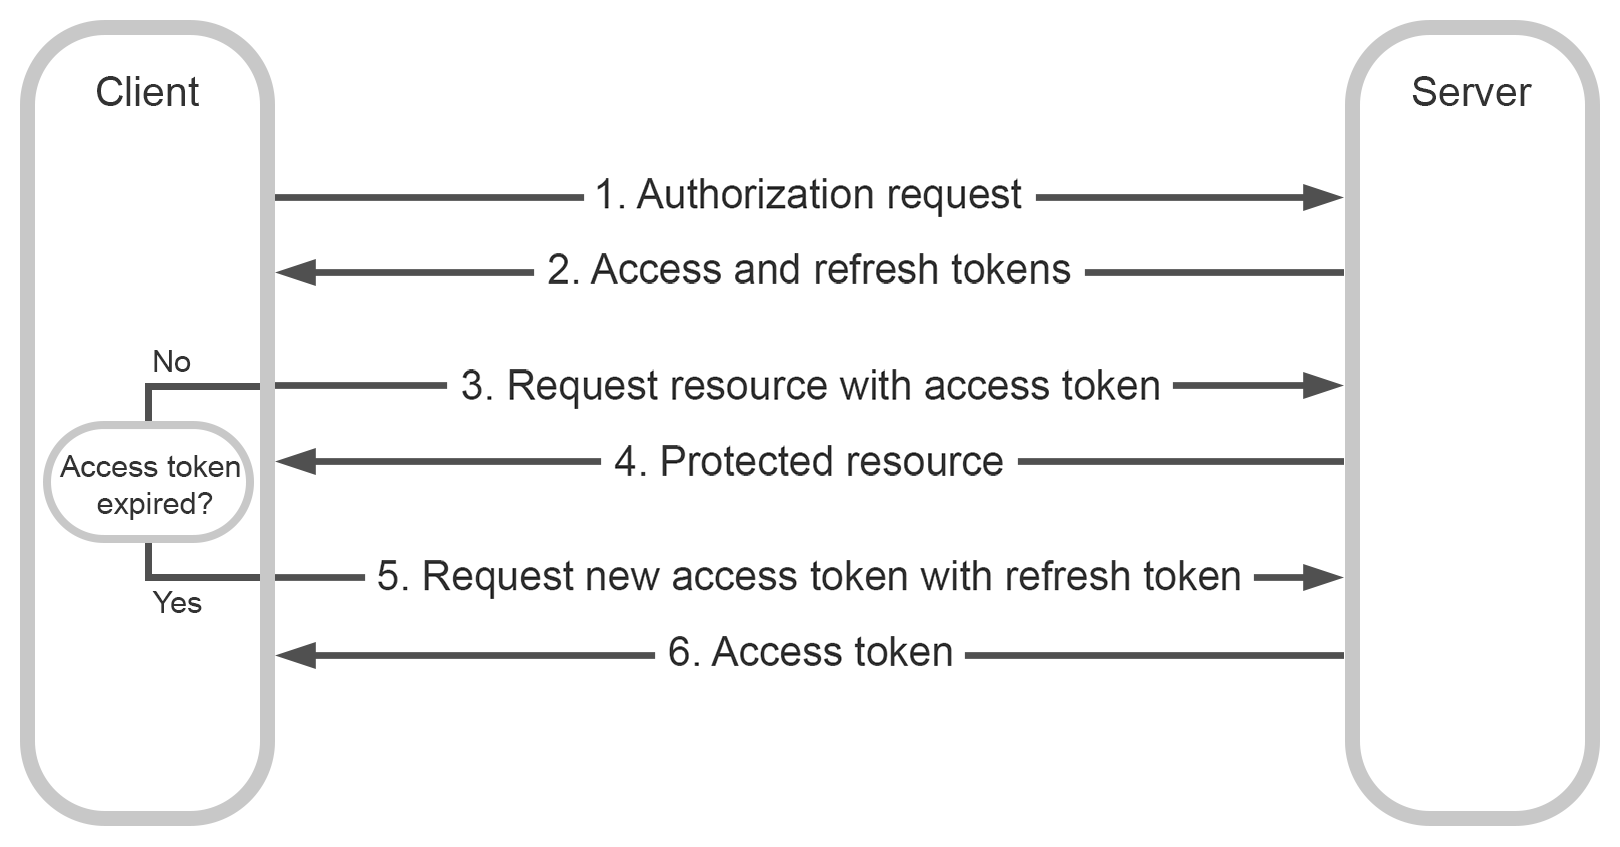 Client
Server
1. Authorization request
2. Access and refresh tokens
No
3. Request resource with access token
Access token
expired?
4. Protected resource
5. Request new access token with refresh token
Yes
6. Access token